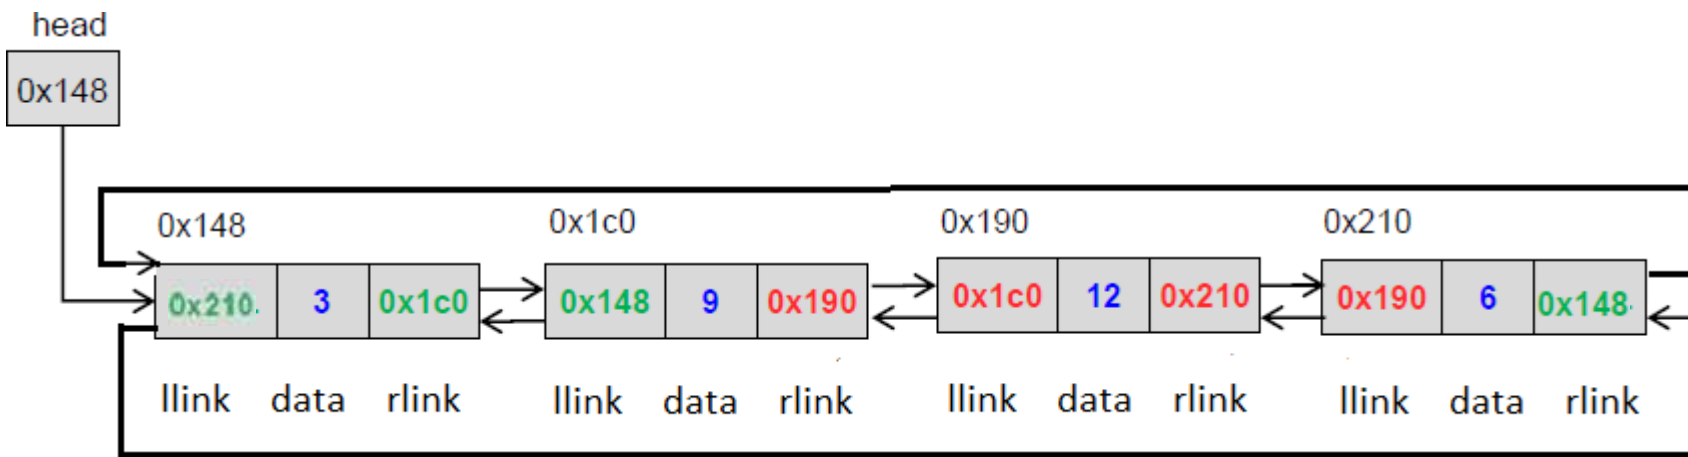 head
0x148
0x148 0x1c0 0x190 0x210
0x210 3 0x1c0 0x148 9 0x190 0x1c0 12 0x210 0x190 6 0x148
llink data rlink llink data rlink llink data rlink llink data rlink